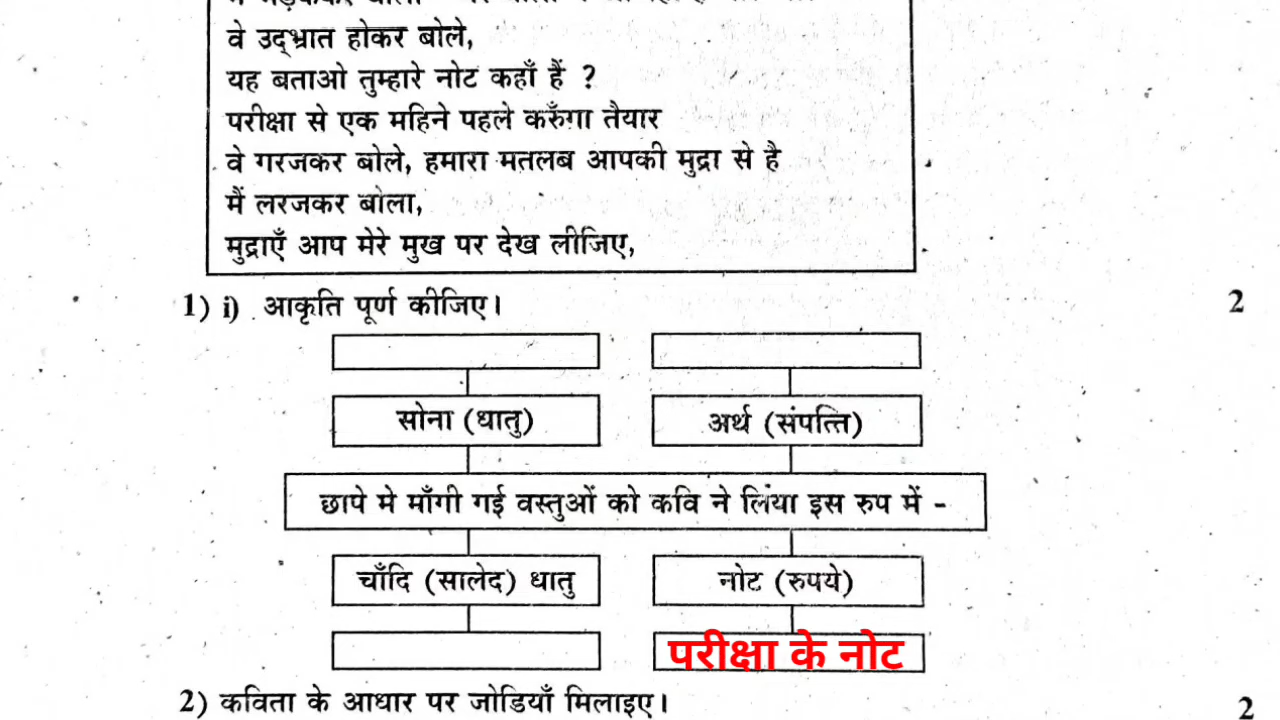 वे उद्भ्रात होकर बोले,
यह बताओ तुम्हारे नोट कहाँ हैं ?
परीक्षा से एक महिने पहले करुँगा तैयार
वे गरजकर बोले, हमारा मतलब आपकी मुद्रा से है
मैं लरजकर बोला,
मुद्राएँ आप मेरे मुख पर देख लीजिए,
1) i) आकृति पूर्ण कीजिए। 2
सोना (धातु) अर्थ (संपत्ति)
छापे मे माँगी गई वस्तुओं को कवि ने लिया इस रुप में -
चाँदि (सालेद) धातु नोट (रुपये)
परीक्षा के नोट
2) कविता के आधार पर जोडियाँ मिलाइए। 2